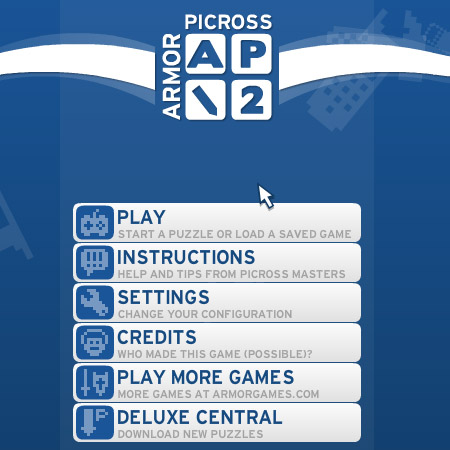 PICROSS
ARMOR
AP
\2
PLAY
START A PUZZLE OR LOAD A SAVED GAME
INSTRUCTIONS
HELP AND TIPS FROM PICROSS MASTERS
SETTINGS
CHANGE YOUR CONFIGURATION
CREDITS
WHO MADE THIS GAME (POSSIBLE)?
PLAY MORE GAMES
MORE GAMES AT ARMORGAMES.COM
DELUXE CENTRAL
DOWNLOAD NEW PUZZLES